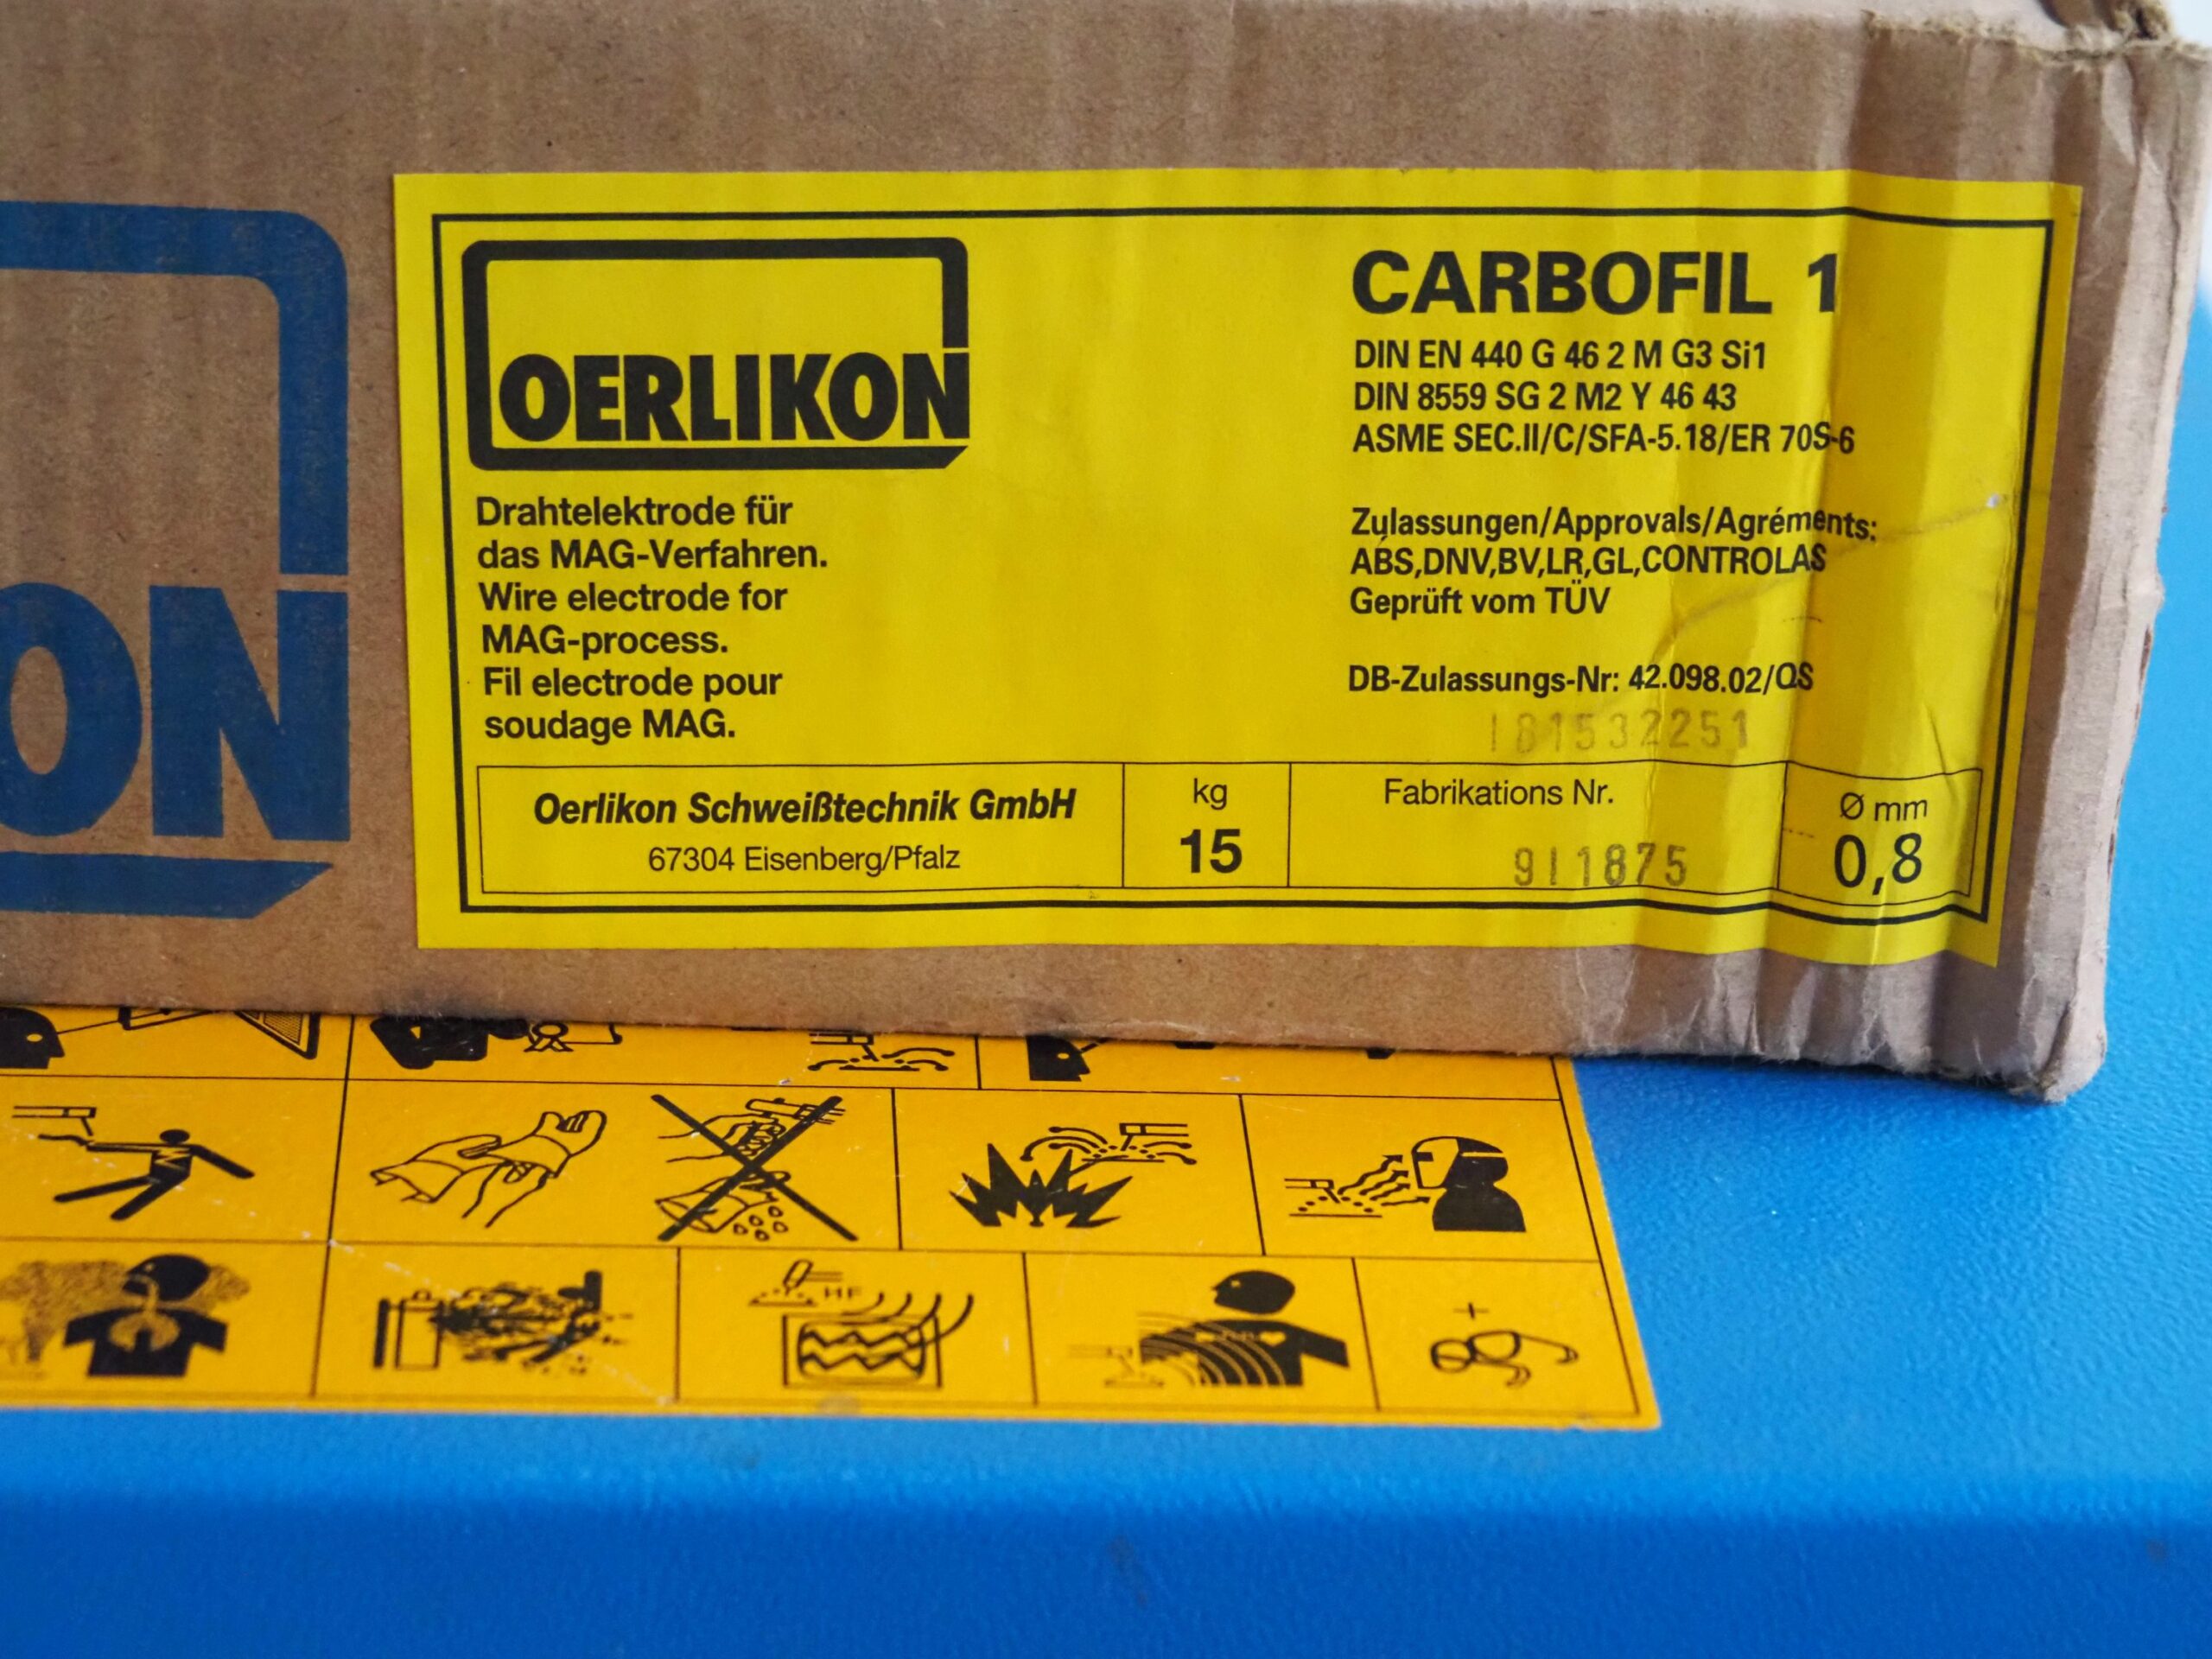 ON
OERLIKON
Drahtelektrode für
das MAG-Verfahren.
Wire electrode for
MAG-process.
Fil electrode pour
soudage MAG.
CARBOFIL 1
DIN EN 440 G 46 2 M G3 Si1
DIN 8559 SG 2 M2 Y 46 43
ASME SEC.II/C/SFA-5.18/ER 70S-6
Zulassungen/Approvals/Agréments:
ABS,DNV,BV,LR,GL,CONTROLAS
Geprüft vom TÜV
DB-Zulassungs-Nr: 42.098.02/QS
181532251
Oerlikon Schweißtechnik GmbH
67304 Eisenberg/Pfalz
kg
15
Fabrikations Nr.
911875
Ø mm
0,8
HF